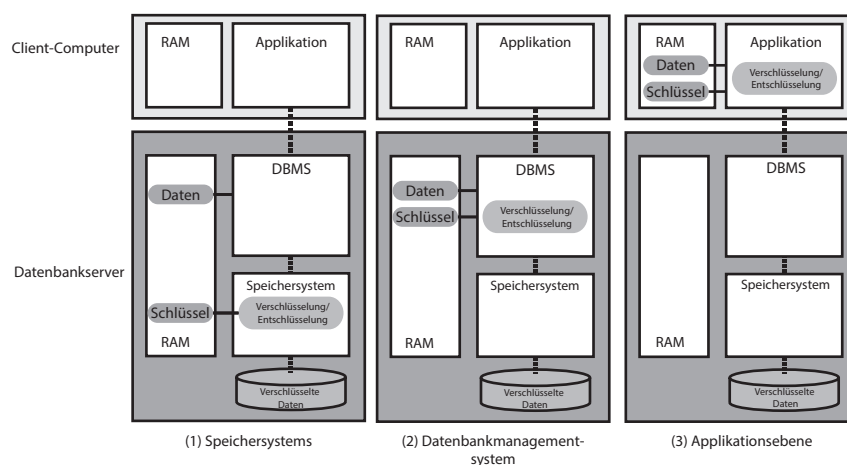 Client-Computer
RAM
Applikation
RAM
Applikation
RAM
Applikation
Daten
Schlüssel
Verschlüsselung/
Entschlüsselung
Datenbankserver
DBMS
Daten
Speichersystem
Schlüssel
Verschlüsselung/
Entschlüsselung
RAM
Verschlüsselte
Daten
DBMS
Daten
Schlüssel
Verschlüsselung/
Entschlüsselung
Speichersystem
RAM
Verschlüsselte
Daten
DBMS
Speichersystem
RAM
Verschlüsselte
Daten
(1) Speichersystems
(2) Datenbankmanagement-
system
(3) Applikationsebene